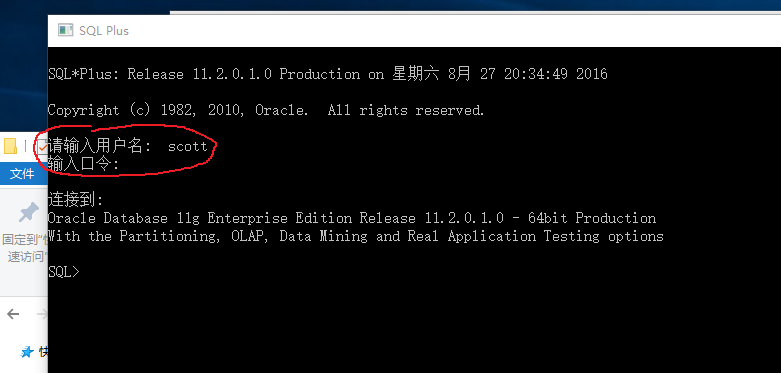 SQL Plus
SQL*Plus: Release 11.2.0.1.0 Production on 星期六 8月 27 20:34:49 2016
Copyright (c) 1982, 2010, Oracle.  All rights reserved.
请输入用户名:  scott
输入口令:
连接到:
Oracle Database 11g Enterprise Edition Release 11.2.0.1.0 - 64bit Production
With the Partitioning, OLAP, Data Mining and Real Application Testing options
SQL>
文件
固定到"快
速访问"
快